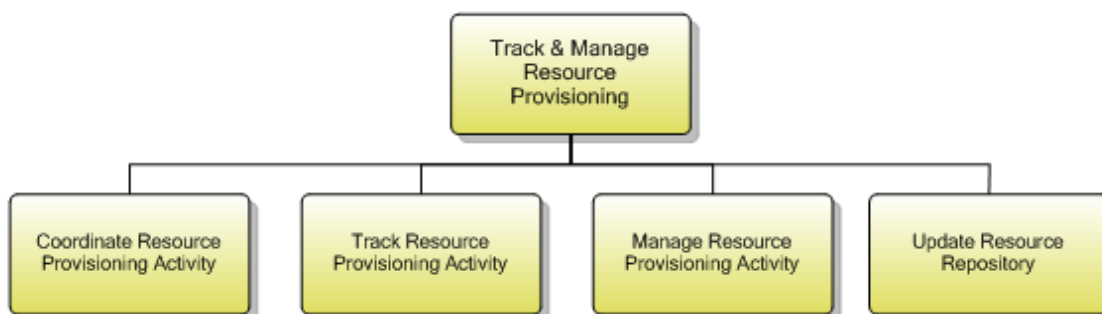 Track & Manage
Resource
Provisioning
Coordinate Resource
Provisioning Activity
Track Resource
Provisioning Activity
Manage Resource
Provisioning Activity
Update Resource
Repository